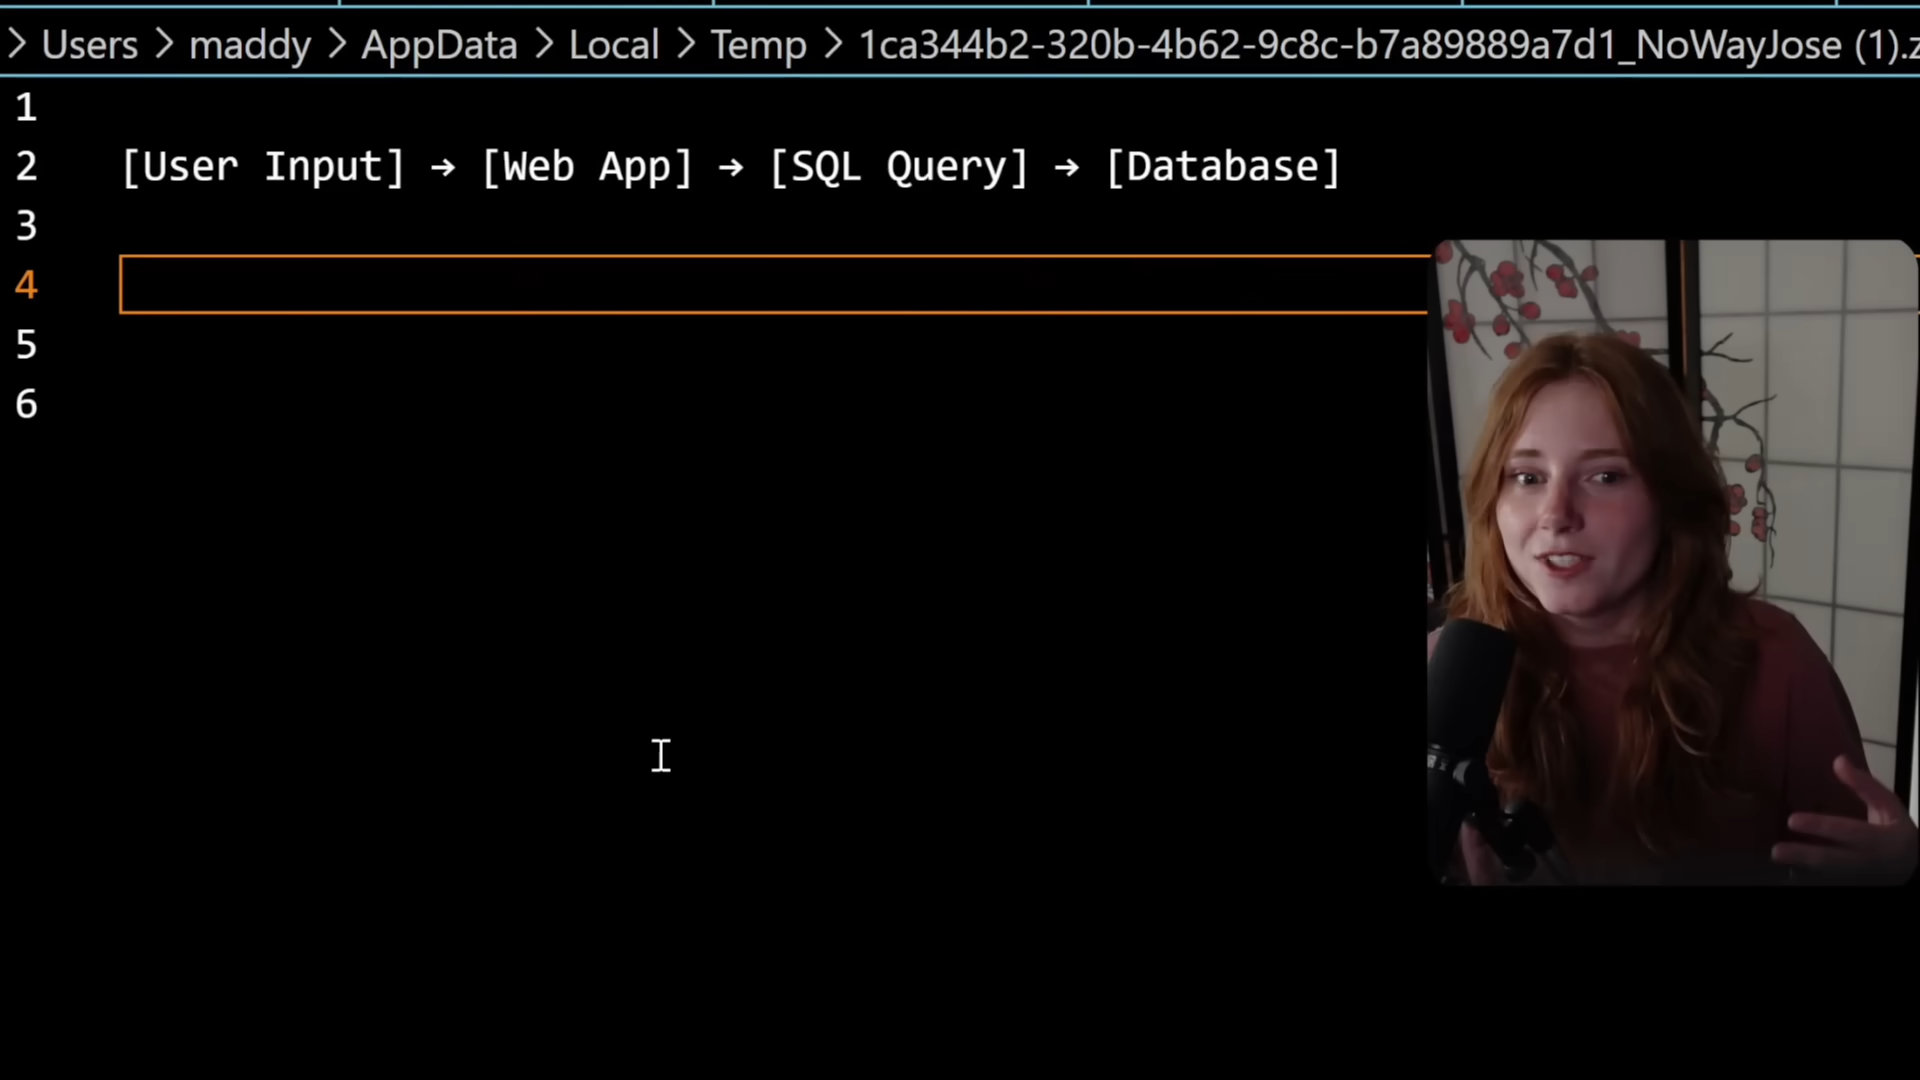 > Users > maddy > AppData > Local > Temp > 1ca344b2-320b-4b62-9c8c-b7a89889a7d1_NoWayJose (1).z
1
2 [User Input] → [Web App] → [SQL Query] → [Database]
3
4
5
6